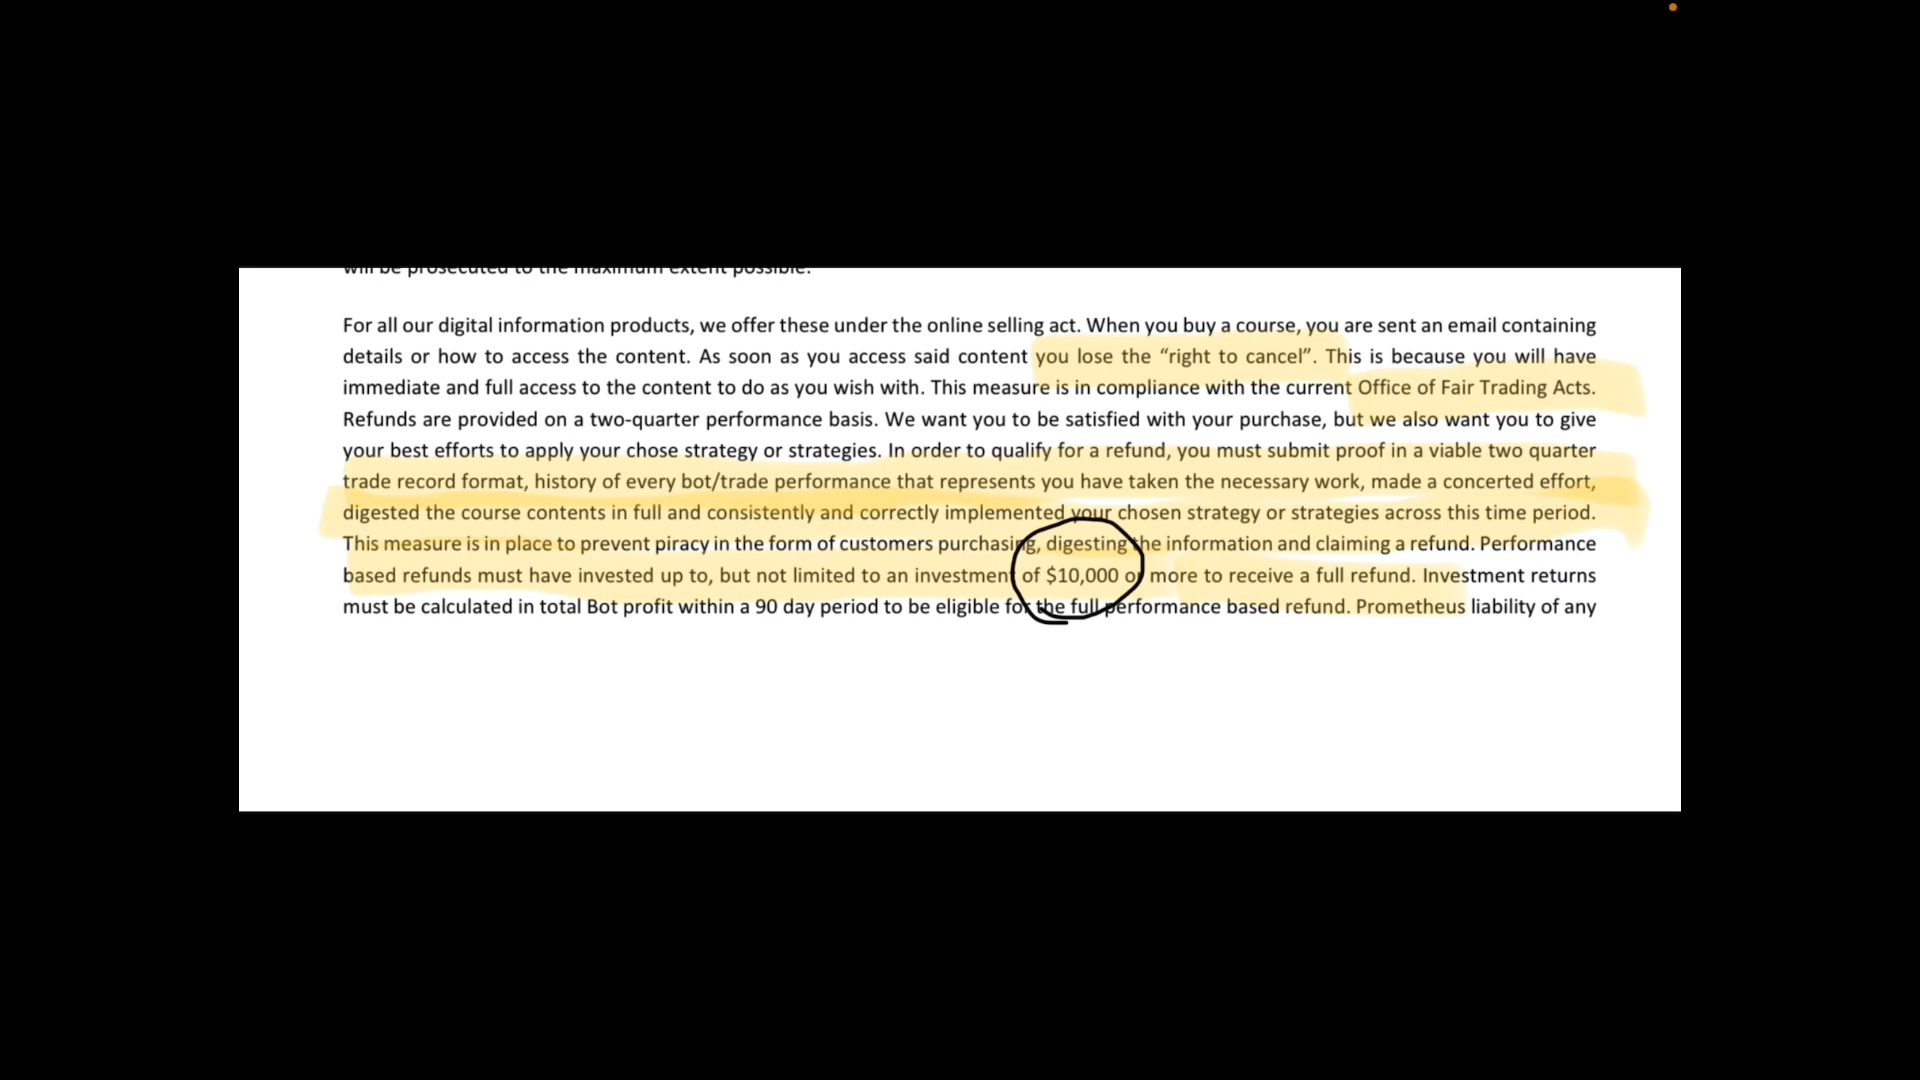 will be prosecuted to the maximum extent possible.
For all our digital information products, we offer these under the online selling act. When you buy a course, you are sent an email containing
details or how to access the content. As soon as you access said content you lose the “right to cancel”. This is because you will have
immediate and full access to the content to do as you wish with. This measure is in compliance with the current Office of Fair Trading Acts.
Refunds are provided on a two-quarter performance basis. We want you to be satisfied with your purchase, but we also want you to give
your best efforts to apply your chose strategy or strategies. In order to qualify for a refund, you must submit proof in a viable two quarter
trade record format, history of every bot/trade performance that represents you have taken the necessary work, made a concerted effort,
digested the course contents in full and consistently and correctly implemented your chosen strategy or strategies across this time period.
This measure is in place to prevent piracy in the form of customers purchasing, digesting the information and claiming a refund. Performance
based refunds must have invested up to, but not limited to an investment of $10,000 or more to receive a full refund. Investment returns
must be calculated in total Bot profit within a 90 day period to be eligible for the full performance based refund. Prometheus liability of any